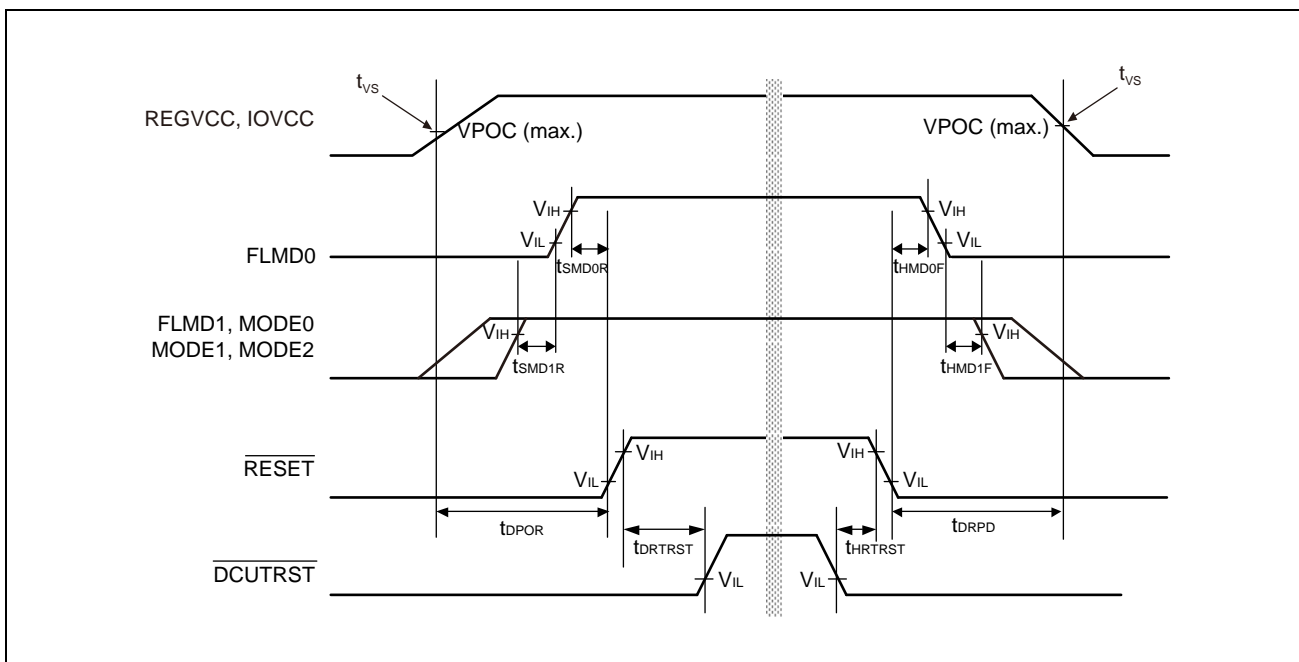 tVS
tVS
REGVCC, IOVCC
VPOC (max.)
VPOC (max.)
VIH
VIH
VIL
VIL
FLMD0
tSMD0R
tHMD0F
FLMD1, MODE0
MODE1, MODE2
VIH
VIH
tSMD1R
tHMD1F
RESET
VIH
VIH
VIL
VIL
tDPOR
tDRTRST
tHRTRST
tDRPD
DCUTRST
VIL
VIL